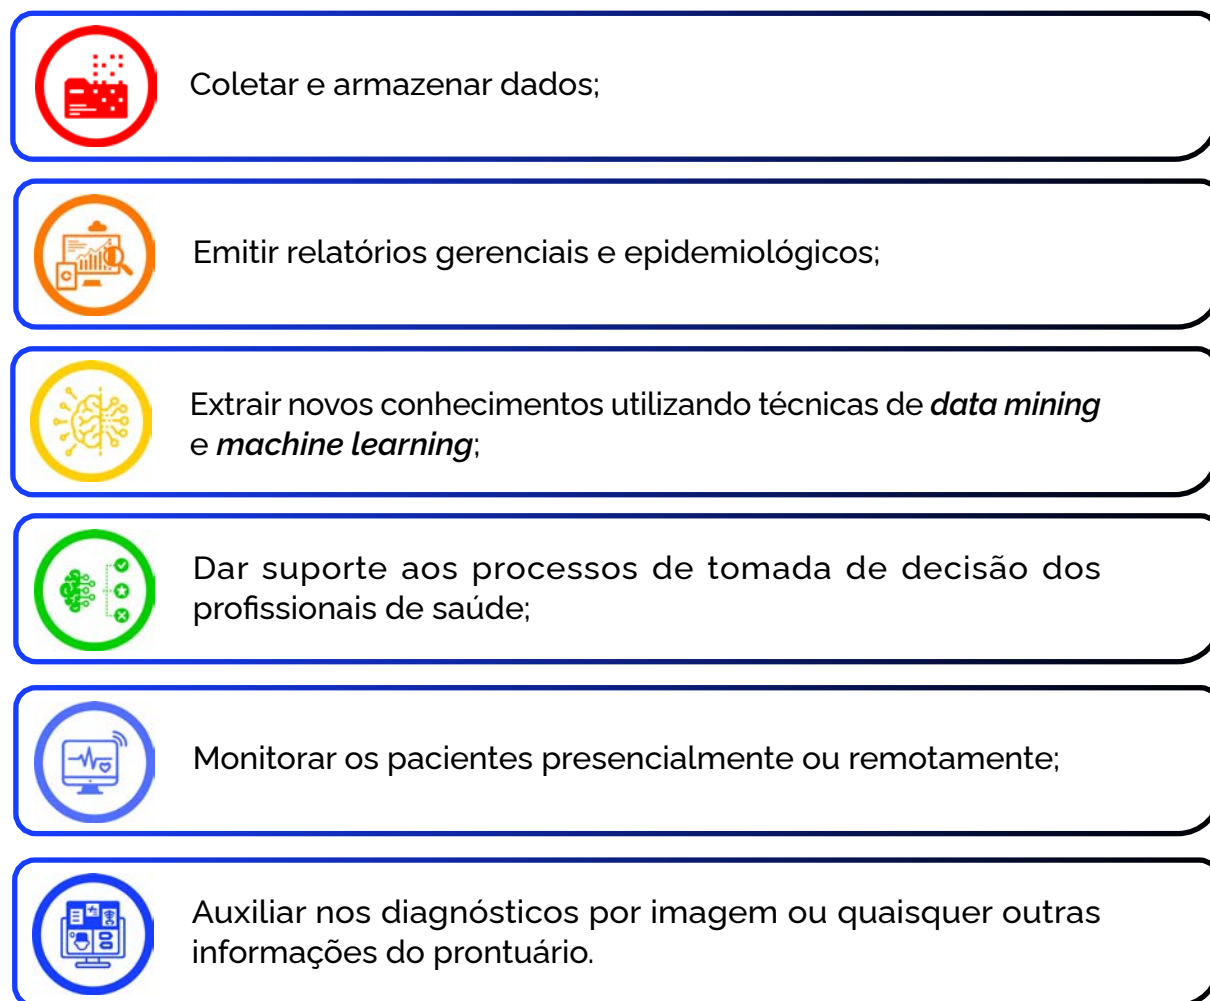 Coletar e armazenar dados;
Emitir relatórios gerenciais e epidemiológicos;
Extrair novos conhecimentos utilizando técnicas de data mining
e machine learning;
Dar suporte aos processos de tomada de decisão dos
profissionais de saúde;
Monitorar os pacientes presencialmente ou remotamente;
Auxiliar nos diagnósticos por imagem ou quaisquer outras
informações do prontuário.